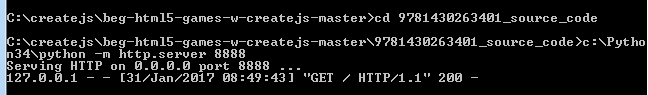 C:\createjs\beg-html5-games-w-createjs-master>cd 9781430263401_source_code
C:\createjs\beg-html5-games-w-createjs-master\9781430263401_source_code>c:\Pytho
n34\python -m http.server 8888
Serving HTTP on 0.0.0.0 port 8888 ...
127.0.0.1 - - [31/Jan/2017 08:49:43] "GET / HTTP/1.1" 200 -